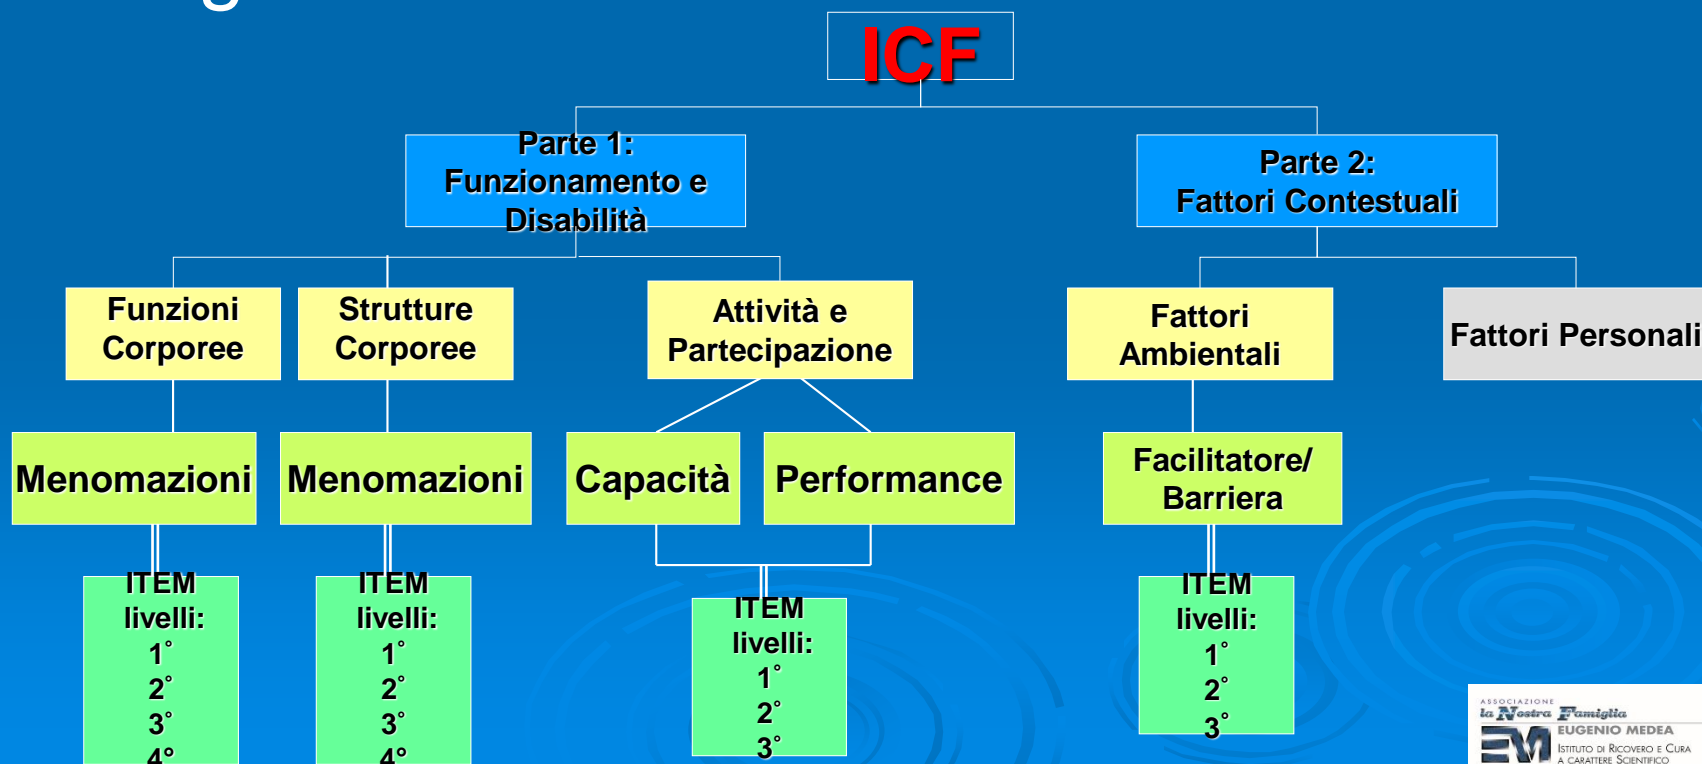 ICF
Parte 1:
Funzionamento e
Disabilità
Parte 2:
Fattori Contestuali
Funzioni
Corporee
Strutture
Corporee
Attività e
Partecipazione
Fattori
Ambientali
Fattori Personali
Menomazioni
Menomazioni
Capacità
Performance
Facilitatore/
Barriera
ITEM
livelli:
1°
2°
3°
4°
ITEM
livelli:
1°
2°
3°
4°
ITEM
livelli:
1°
2°
3°
ITEM
livelli:
1°
2°
3°
ASSOCIAZIONE
la Nostra Famiglia
EUGENIO MEDEA
ISTITUTO DI RICOVERO E CURA
A CARATTERE SCIENTIFICO